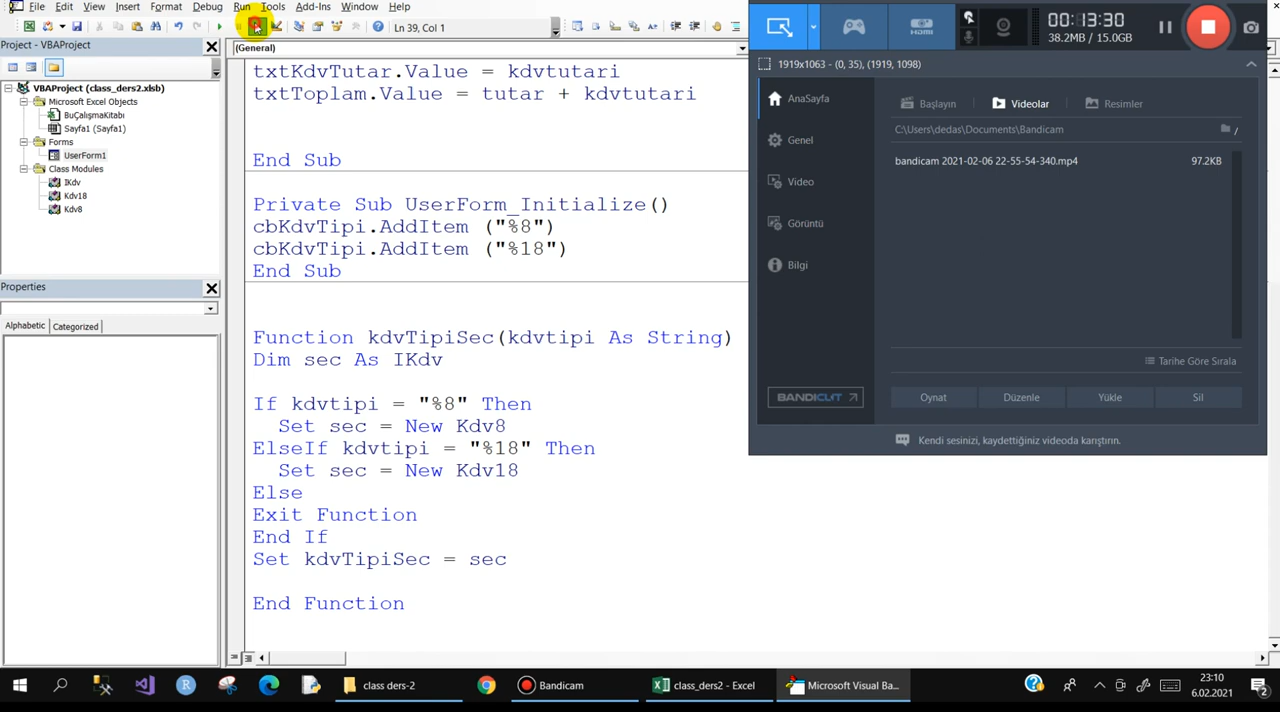 File Edit View Insert Format Debug Run Tools Add-Ins Window Help
Ln 39, Col 1
Project - VBAProject
VBAProject (class_ders2.xlsb)
Microsoft Excel Objects
BuÇalışmaKitabı
Sayfa1 (Sayfa1)
Forms
UserForm1
Class Modules
IKdv
Kdv18
Kdv8
Properties
Alphabetic Categorized
(General)
txtKdvTutar.Value = kdvtutari
txtToplam.Value = tutar + kdvtutari
End Sub
Private Sub UserForm_Initialize()
cbKdvTipi.AddItem ("%8")
cbKdvTipi.AddItem ("%18")
End Sub
Function kdvTipiSec(kdvtipi As String)
Dim sec As IKdv
If kdvtipi = "%8" Then
Set sec = New Kdv8
ElseIf kdvtipi = "%18" Then
Set sec = New Kdv18
Else
Exit Function
End If
Set kdvTipiSec = sec
End Function
HDMI
00:13:30
38.2MB / 15.0GB
1919x1063 - (0, 35), (1919, 1098)
AnaSayfa
Genel
Video
Görüntü
Bilgi
BANDICUT
Başlayın Videolar Resimler
C:\Users\dedas\Documents\Bandicam
bandicam 2021-02-06 22-55-54-340.mp4 97.2KB
Tarihe Göre Sırala
Oynat Düzenle Yükle Sil
Kendi sesinizi, kaydettiğiniz videoda karıştırın.
class ders-2
Bandicam
class_ders2 - Excel
Microsoft Visual Ba...
23:10
6.02.2021
2